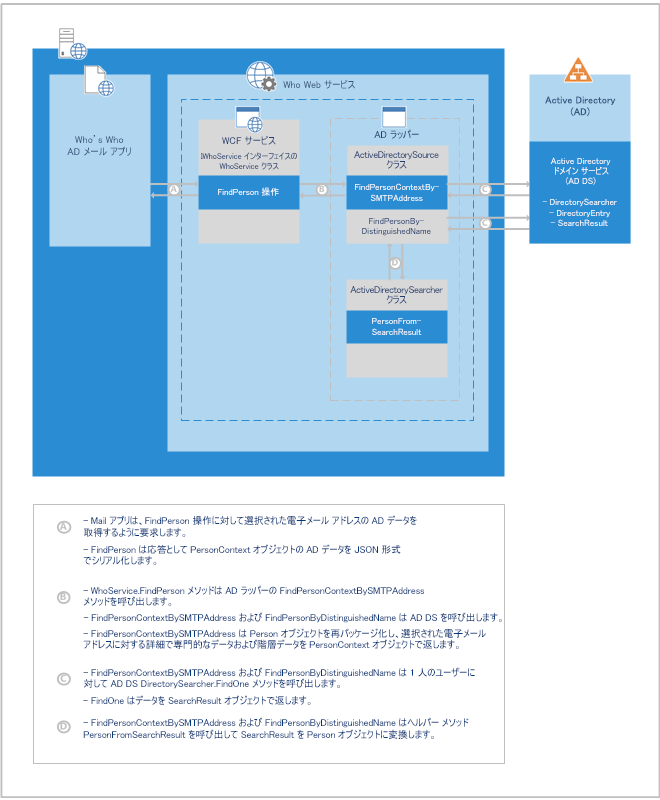 Who Web サービス
Who's Who
AD メール アプリ
WCF サービス
IWhoService インターフェイスの
WhoService クラス
FindPerson 操作
AD ラッパー
ActiveDirectorySource
クラス
FindPersonContextBy-
SMTPAddress
FindPersonBy-
DistinguishedName
ActiveDirectorySearcher
クラス
PersonFrom-
SearchResult
Active Directory
(AD)
Active Directory
ドメイン サービス
(AD DS)
- DirectorySearcher
- DirectoryEntry
- SearchResult
A
B
C
C
D
A
- Mail アプリは、FindPerson 操作に対して選択された電子メール アドレスの AD データを
取得するように要求します。
- FindPerson は応答として PersonContext オブジェクトの AD データを JSON 形式
でシリアル化します。
B
- WhoService.FindPerson メソッドは AD ラッパーの FindPersonContextBySMTPAddress
メソッドを呼び出します。
- FindPersonContextBySMTPAddress および FindPersonByDistinguishedName は AD DS を呼び出します。
- FindPersonContextBySMTPAddress は Person オブジェクトを再パッケージ化し、選択された電子メール
アドレスに対する詳細で専門的なデータおよび階層データを PersonContext オブジェクトで返します。
C
- FindPersonContextBySMTPAddress および FindPersonByDistinguishedName は 1 人のユーザーに
対して AD DS DirectorySearcher.FindOne メソッドを呼び出します。
- FindOne はデータを SearchResult オブジェクトで返します。
D
- FindPersonContextBySMTPAddress および FindPersonByDistinguishedName はヘルパー メソッド
PersonFromSearchResult を呼び出して SearchResult を Person オブジェクトに変換します。